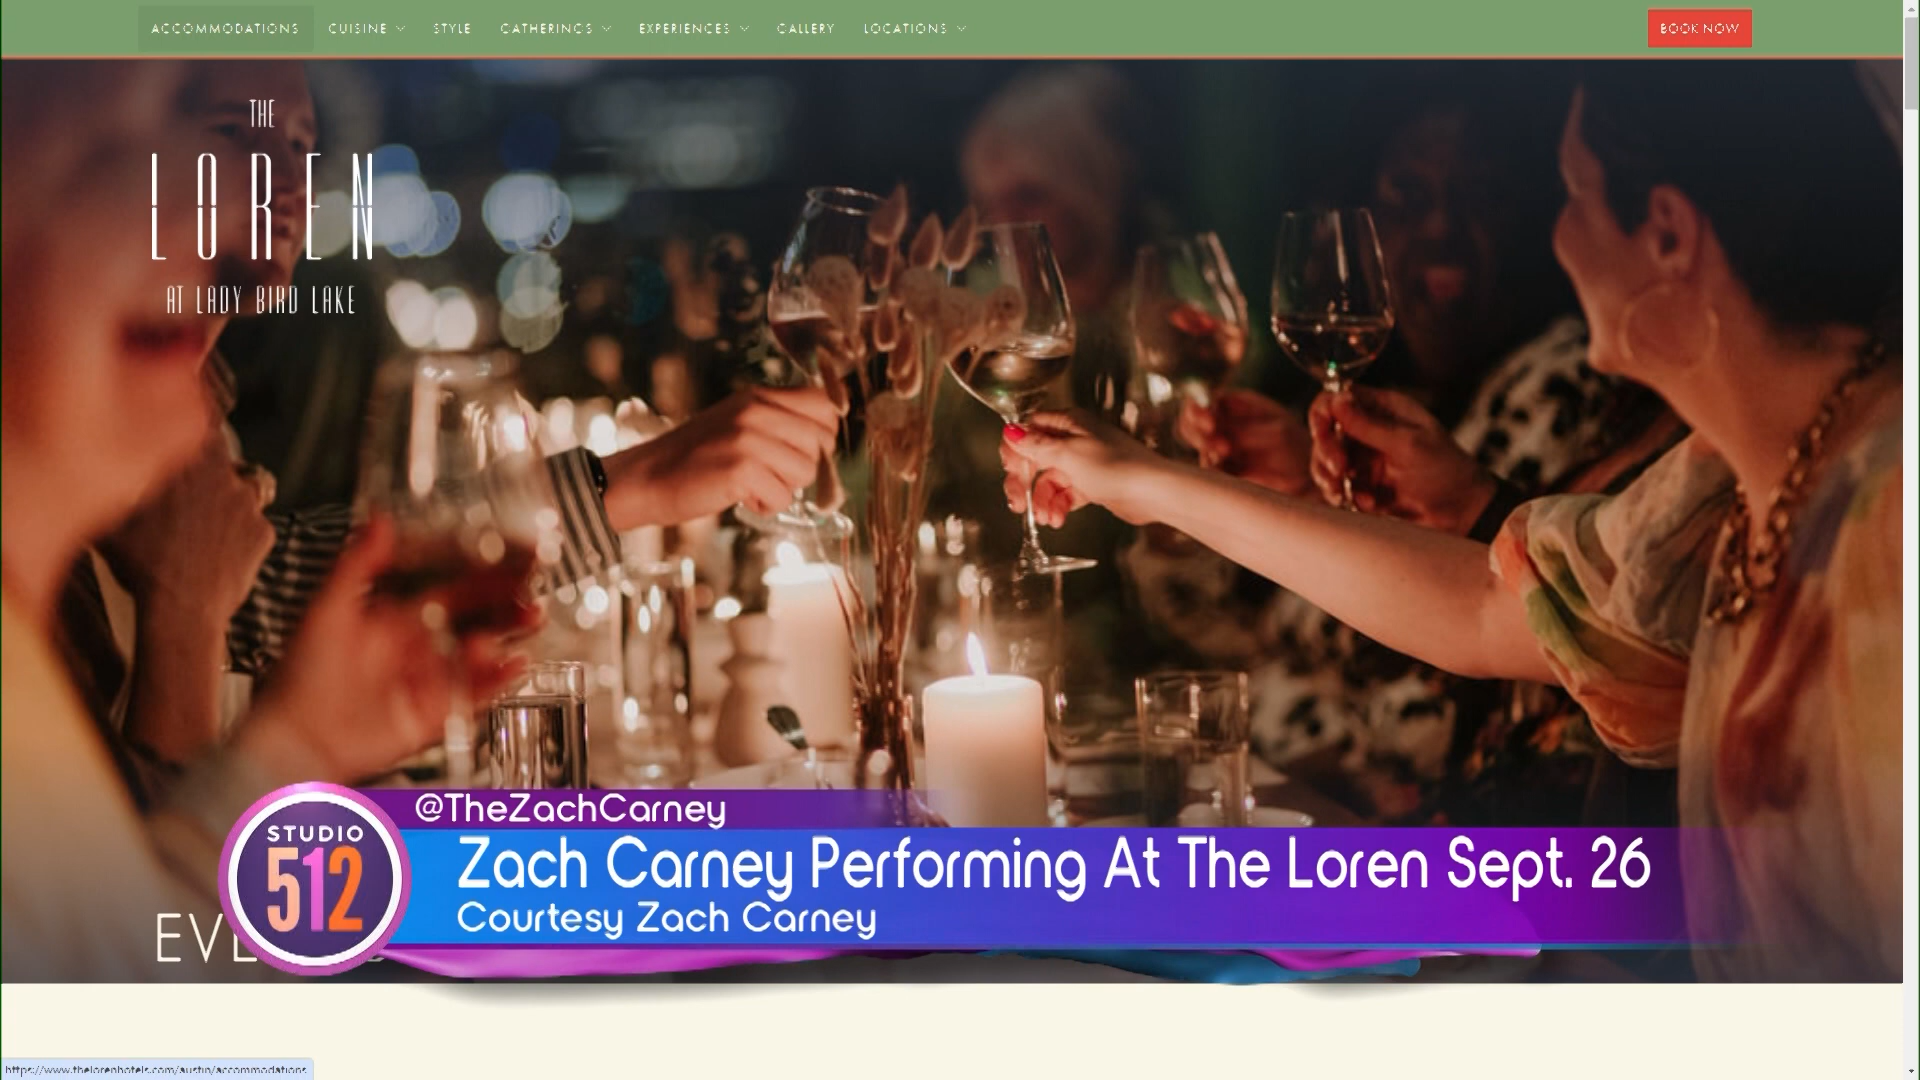 ACCOMMODATIONS CUISINE STYLE GATHERINGS EXPERIENCES GALLERY LOCATIONS BOOK NOW
THE
LOREN
AT LADY BIRD LAKE
@TheZachCarney
STUDIO
512
Zach Carney Performing At The Loren Sept. 26
Courtesy Zach Carney
https://www.thelorenhotels.com/austin/accommodations